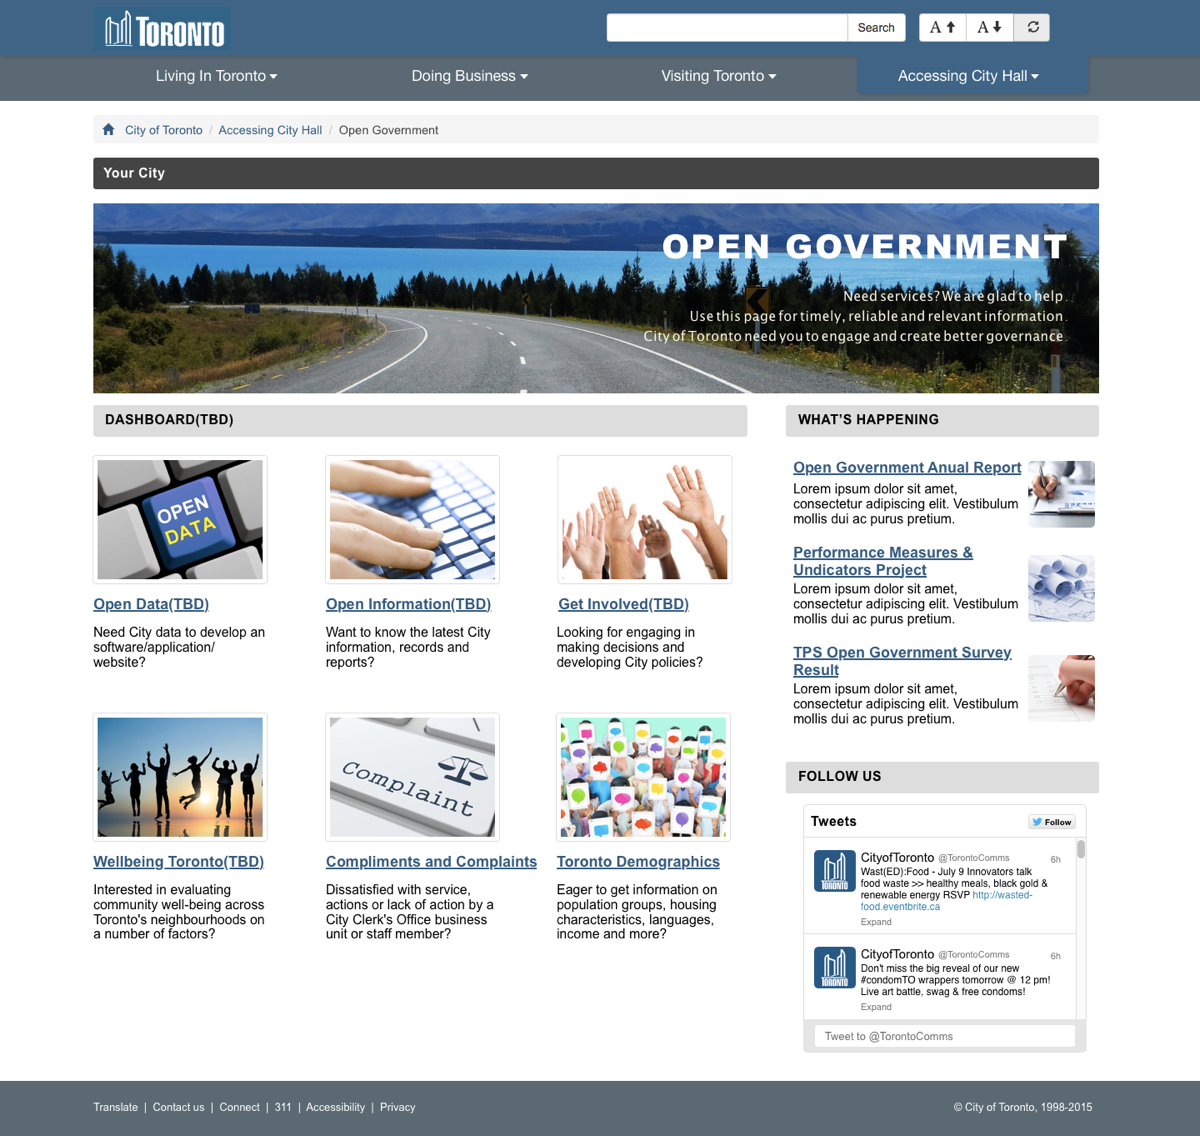 TORONTO
Search
A
A
Living In Toronto
Doing Business
Visiting Toronto
Accessing City Hall
City of Toronto / Accessing City Hall / Open Government
Your City
OPEN GOVERNMENT
Need services? We are glad to help.
Use this page for timely, reliable and relevant information.
City of Toronto need you to engage and create better governance.
DASHBOARD(TBD)
OPEN
DATA
Open Data(TBD)
Need City data to develop an
software/application/
website?
Open Information(TBD)
Want to know the latest City
information, records and
reports?
Get Involved(TBD)
Looking for engaging in
making decisions and
developing City policies?
Wellbeing Toronto(TBD)
Interested in evaluating
community well-being across
Toronto's neighbourhoods on
a number of factors?
Complaint
Compliments and Complaints
Dissatisfied with service,
actions or lack of action by a
City Clerk's Office business
unit or staff member?
Toronto Demographics
Eager to get information on
population groups, housing
characteristics, languages,
income and more?
WHAT'S HAPPENING
Open Government Anual Report
Lorem ipsum dolor sit amet,
consectetur adipiscing elit. Vestibulum
mollis dui ac purus pretium.
Performance Measures &
Undicators Project
Lorem ipsum dolor sit amet,
consectetur adipiscing elit. Vestibulum
mollis dui ac purus pretium.
TPS Open Government Survey
Result
Lorem ipsum dolor sit amet,
consectetur adipiscing elit. Vestibulum
mollis dui ac purus pretium.
FOLLOW US
Tweets
Follow
TORONTO
CityofToronto @TorontoComms 6h
Wast(ED):Food - July 9 Innovators talk
food waste >> healthy meals, black gold &
renewable energy RSVP http://wasted-
food.eventbrite.ca
Expand
TORONTO
CityofToronto @TorontoComms 6h
Don't miss the big reveal of our new
#condomTO wrappers tomorrow @ 12 pm!
Live art battle, swag & free condoms!
Expand
Tweet to @TorontoComms
Translate | Contact us | Connect | 311 | Accessibility | Privacy
© City of Toronto, 1998-2015